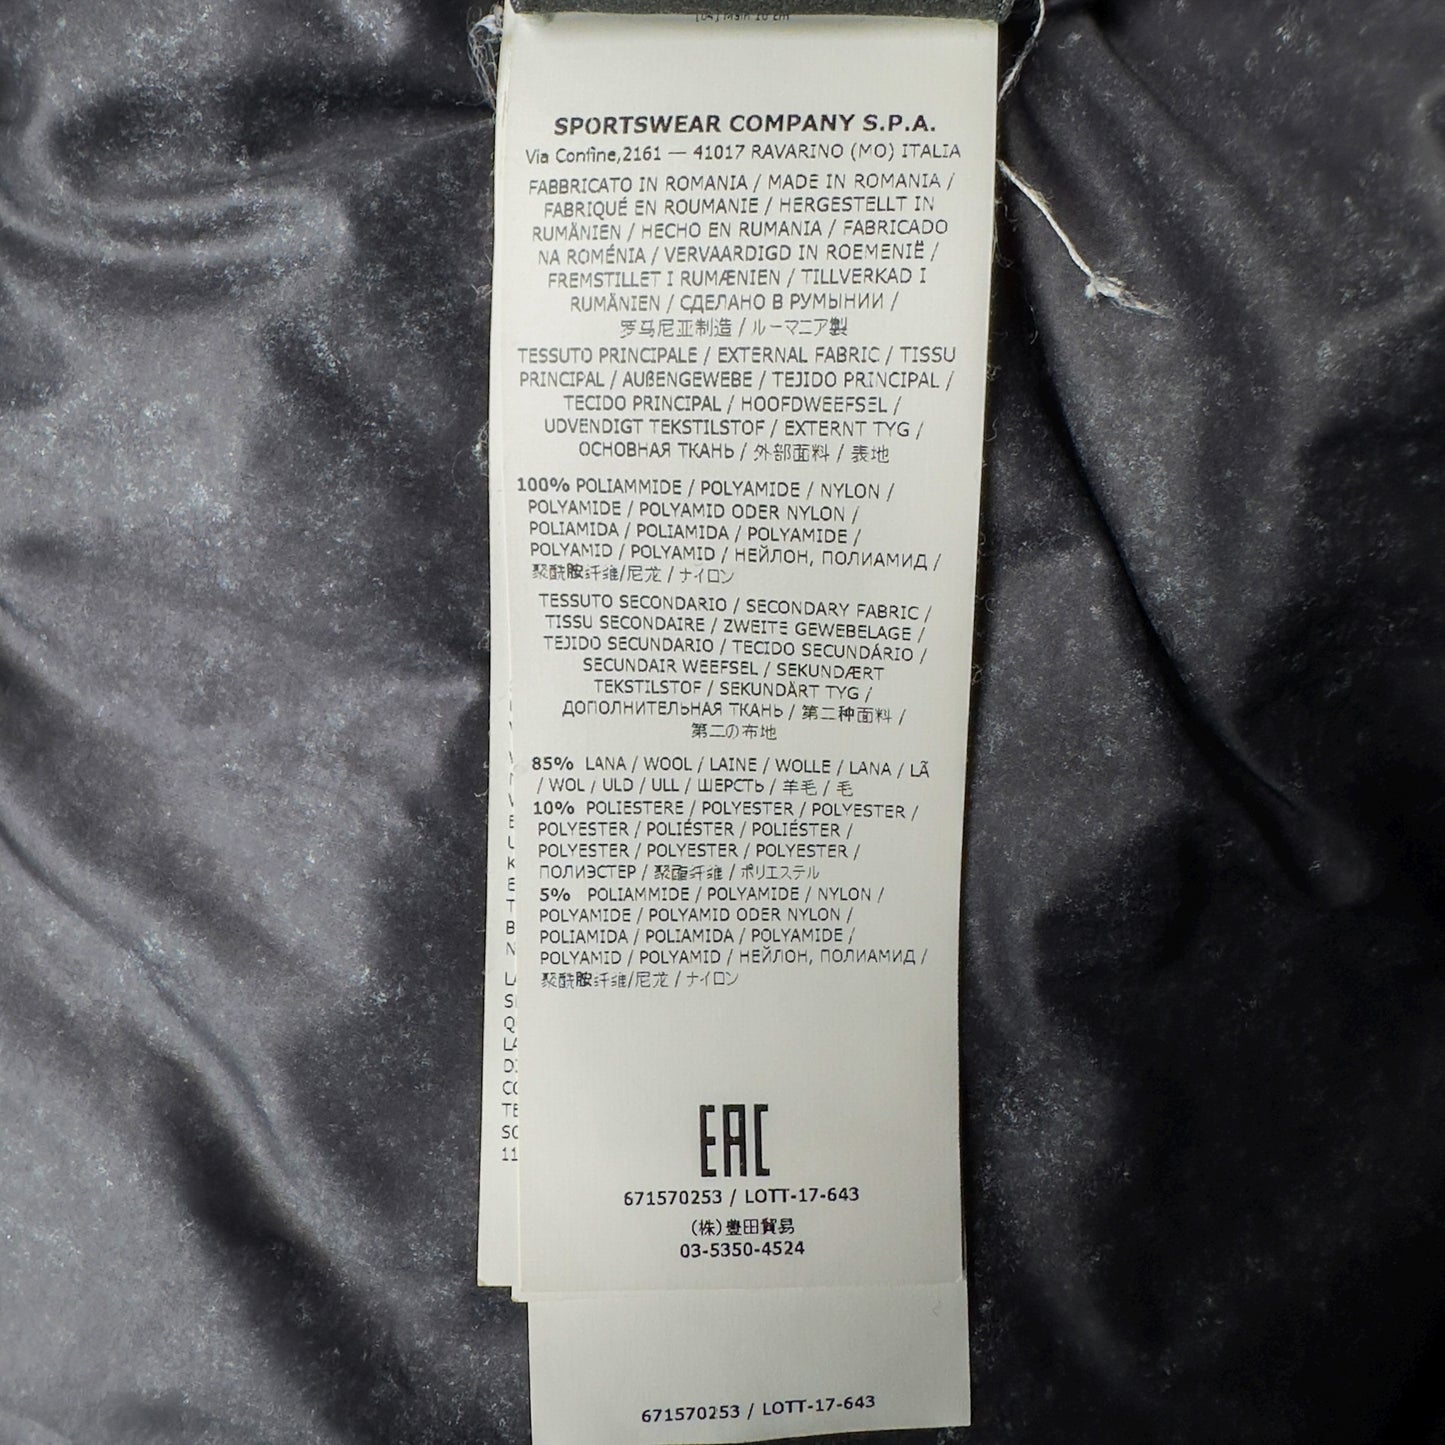 SPORTSWEAR COMPANY S.P.A.
Via Confine,2161 — 41017 RAVARINO (MO) ITALIA
FABBRICATO IN ROMANIA / MADE IN ROMANIA /
FABRIQUÉ EN ROUMANIE / HERGESTELLT IN
RUMÄNIEN / HECHO EN RUMANIA / FABRICADO
NA ROMÉNIA / VERVAARDIGD IN ROEMENIË /
FREMSTILLET I RUMÆNIEN / TILLVERKAD I
RUMÄNIEN / СДЕЛАНО В РУМЫНИИ /
罗马尼亚制造 / ルーマニア製
TESSUTO PRINCIPALE / EXTERNAL FABRIC / TISSU
PRINCIPAL / AUßENGEWEBE / TEJIDO PRINCIPAL /
TECIDO PRINCIPAL / HOOFDWEEFSEL /
UDVENDIGT TEKSTILSTOF / EXTERNT TYG /
ОСНОВНАЯ ТКАНЬ / 外部面料 / 表地
100% POLIAMMIDE / POLYAMIDE / NYLON /
POLYAMIDE / POLYAMID ODER NYLON /
POLIAMIDA / POLIAMIDA / POLYAMIDE /
POLYAMID / POLYAMID / НЕЙЛОН, ПОЛИАМИД /
聚酰胺纤维/尼龙 / ナイロン
TESSUTO SECONDARIO / SECONDARY FABRIC /
TISSU SECONDAIRE / ZWEITE GEWEBELAGE /
TEJIDO SECUNDARIO / TECIDO SECUNDÁRIO /
SECUNDAIR WEEFSEL / SEKUNDÆRT
TEKSTILSTOF / SEKUNDÄRT TYG /
ДОПОЛНИТЕЛЬНАЯ ТКАНЬ / 第二种面料 /
第二の布地
85% LANA / WOOL / LAINE / WOLLE / LANA / LÃ
/ WOL / ULD / ULL / ШЕРСТЬ / 羊毛 / 毛
10% POLIESTERE / POLYESTER / POLYESTER /
POLYESTER / POLIÉSTER / POLIÉSTER /
POLYESTER / POLYESTER / POLYESTER /
ПОЛИЭСТЕР / 聚酯纤维 / ポリエステル
5% POLIAMMIDE / POLYAMIDE / NYLON /
POLYAMIDE / POLYAMID ODER NYLON /
POLIAMIDA / POLIAMIDA / POLYAMIDE /
POLYAMID / POLYAMID / НЕЙЛОН, ПОЛИАМИД /
聚酰胺纤维/尼龙 / ナイロン
EAC
671570253 / LOTT-17-643
(株)豊田貿易
03-5350-4524
671570253 / LOTT-17-643